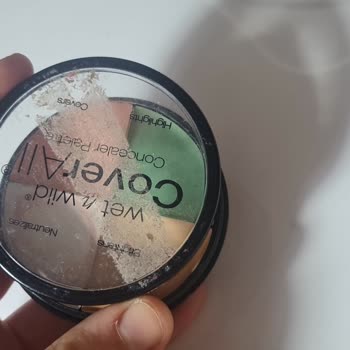 wet n wild®
CoverAll®
Concealer Palette
Brightens
Neutralizes
Highlights
Covers